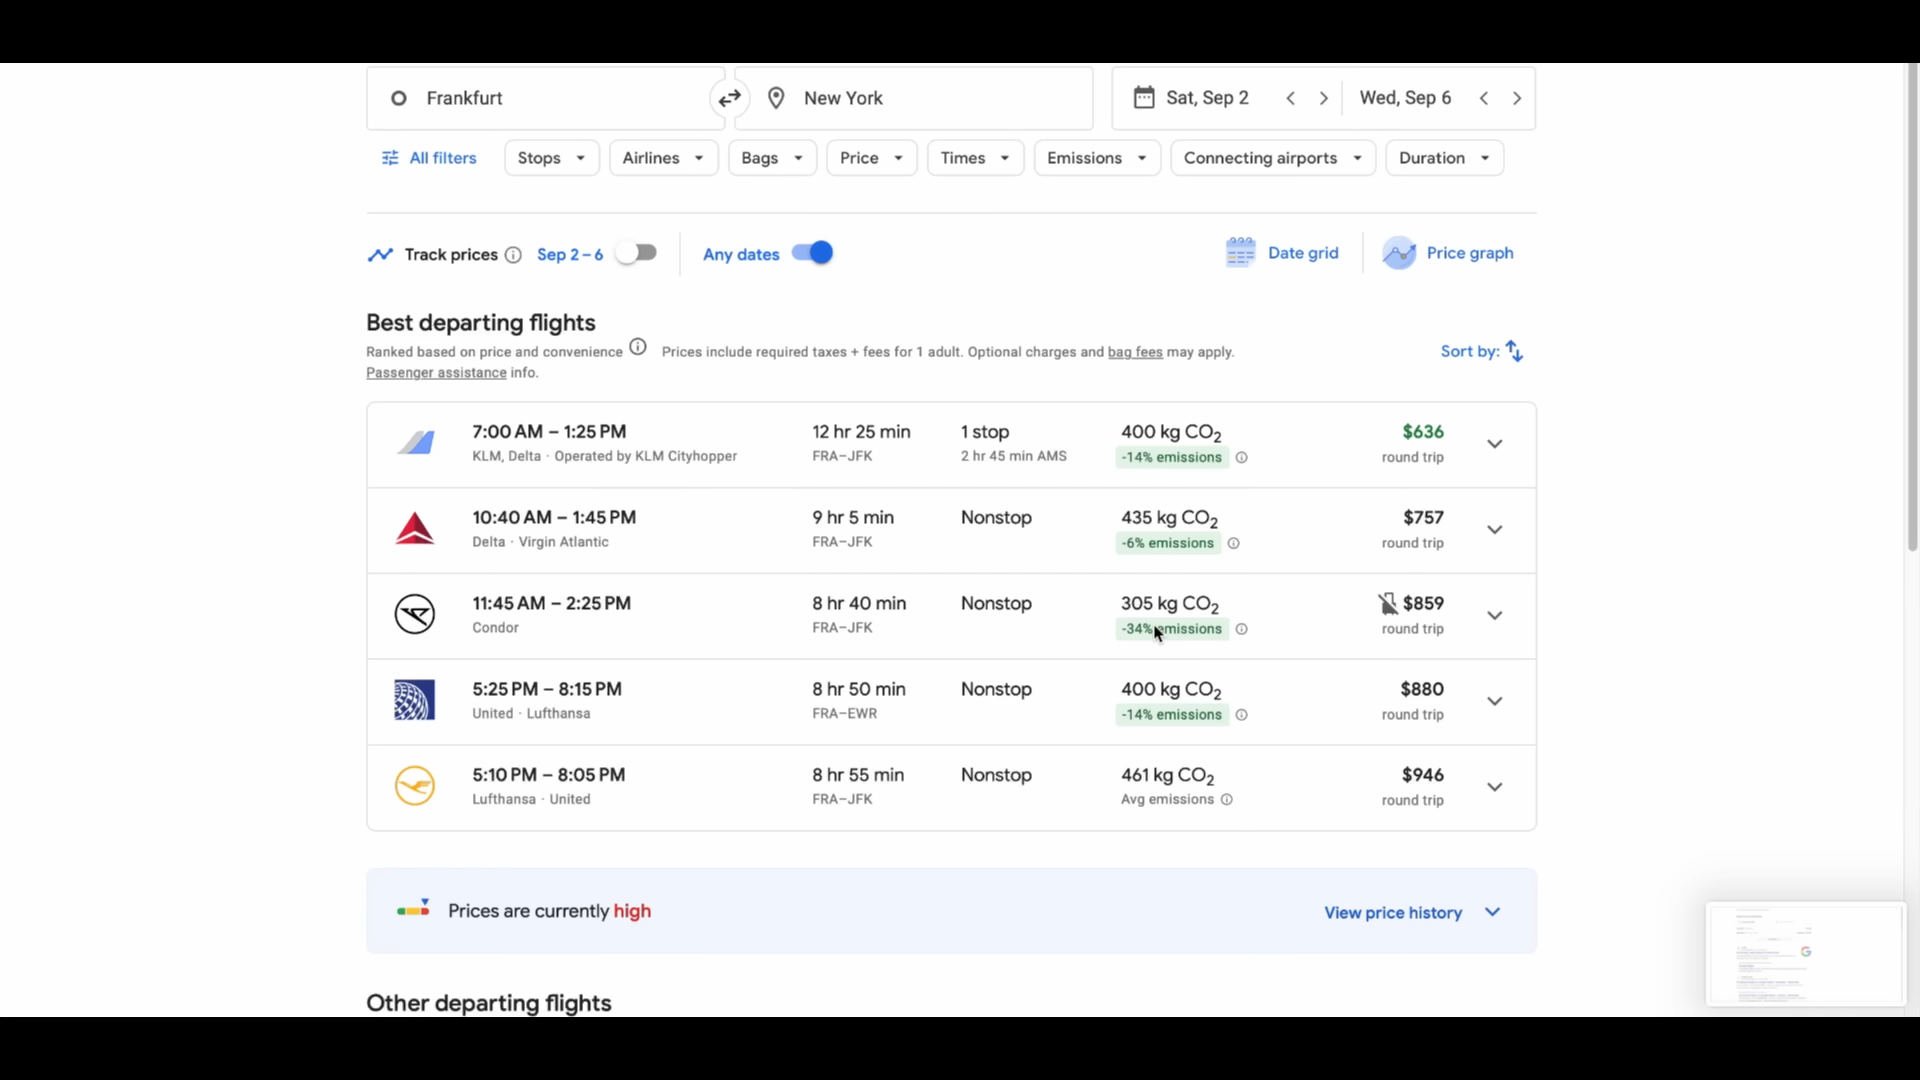 Frankfurt New York Sat, Sep 2 Wed, Sep 6
All filters Stops Airlines Bags Price Times Emissions Connecting airports Duration
Track prices Sep 2 – 6 Any dates Date grid Price graph
Best departing flights
Ranked based on price and convenience Prices include required taxes + fees for 1 adult. Optional charges and bag fees may apply. Sort by:
Passenger assistance info.
7:00 AM – 1:25 PM 12 hr 25 min 1 stop 400 kg CO2 $636
KLM, Delta · Operated by KLM Cityhopper FRA–JFK 2 hr 45 min AMS -14% emissions round trip
10:40 AM – 1:45 PM 9 hr 5 min Nonstop 435 kg CO2 $757
Delta · Virgin Atlantic FRA–JFK -6% emissions round trip
11:45 AM – 2:25 PM 8 hr 40 min Nonstop 305 kg CO2 $859
Condor FRA–JFK -34% emissions round trip
5:25 PM – 8:15 PM 8 hr 50 min Nonstop 400 kg CO2 $880
United · Lufthansa FRA–EWR -14% emissions round trip
5:10 PM – 8:05 PM 8 hr 55 min Nonstop 461 kg CO2 $946
Lufthansa · United FRA–JFK Avg emissions round trip
Prices are currently high View price history
Other departing flights